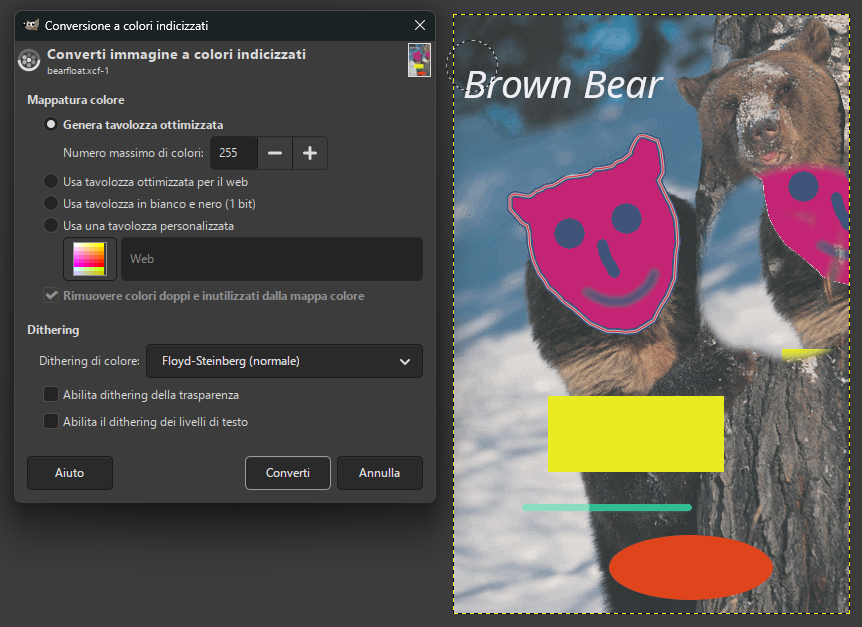 Conversione a colori indicizzati
Converti immagine a colori indicizzati
bearfloat.xcf-1
Mappatura colore
Genera tavolozza ottimizzata
Numero massimo di colori: 255
Usa tavolozza ottimizzata per il web
Usa tavolozza in bianco e nero (1 bit)
Usa una tavolozza personalizzata
Web
Rimuovere colori doppi e inutilizzati dalla mappa colore
Dithering
Dithering di colore: Floyd-Steinberg (normale)
Abilita dithering della trasparenza
Abilita il dithering dei livelli di testo
Aiuto Converti Annulla
Brown Bear